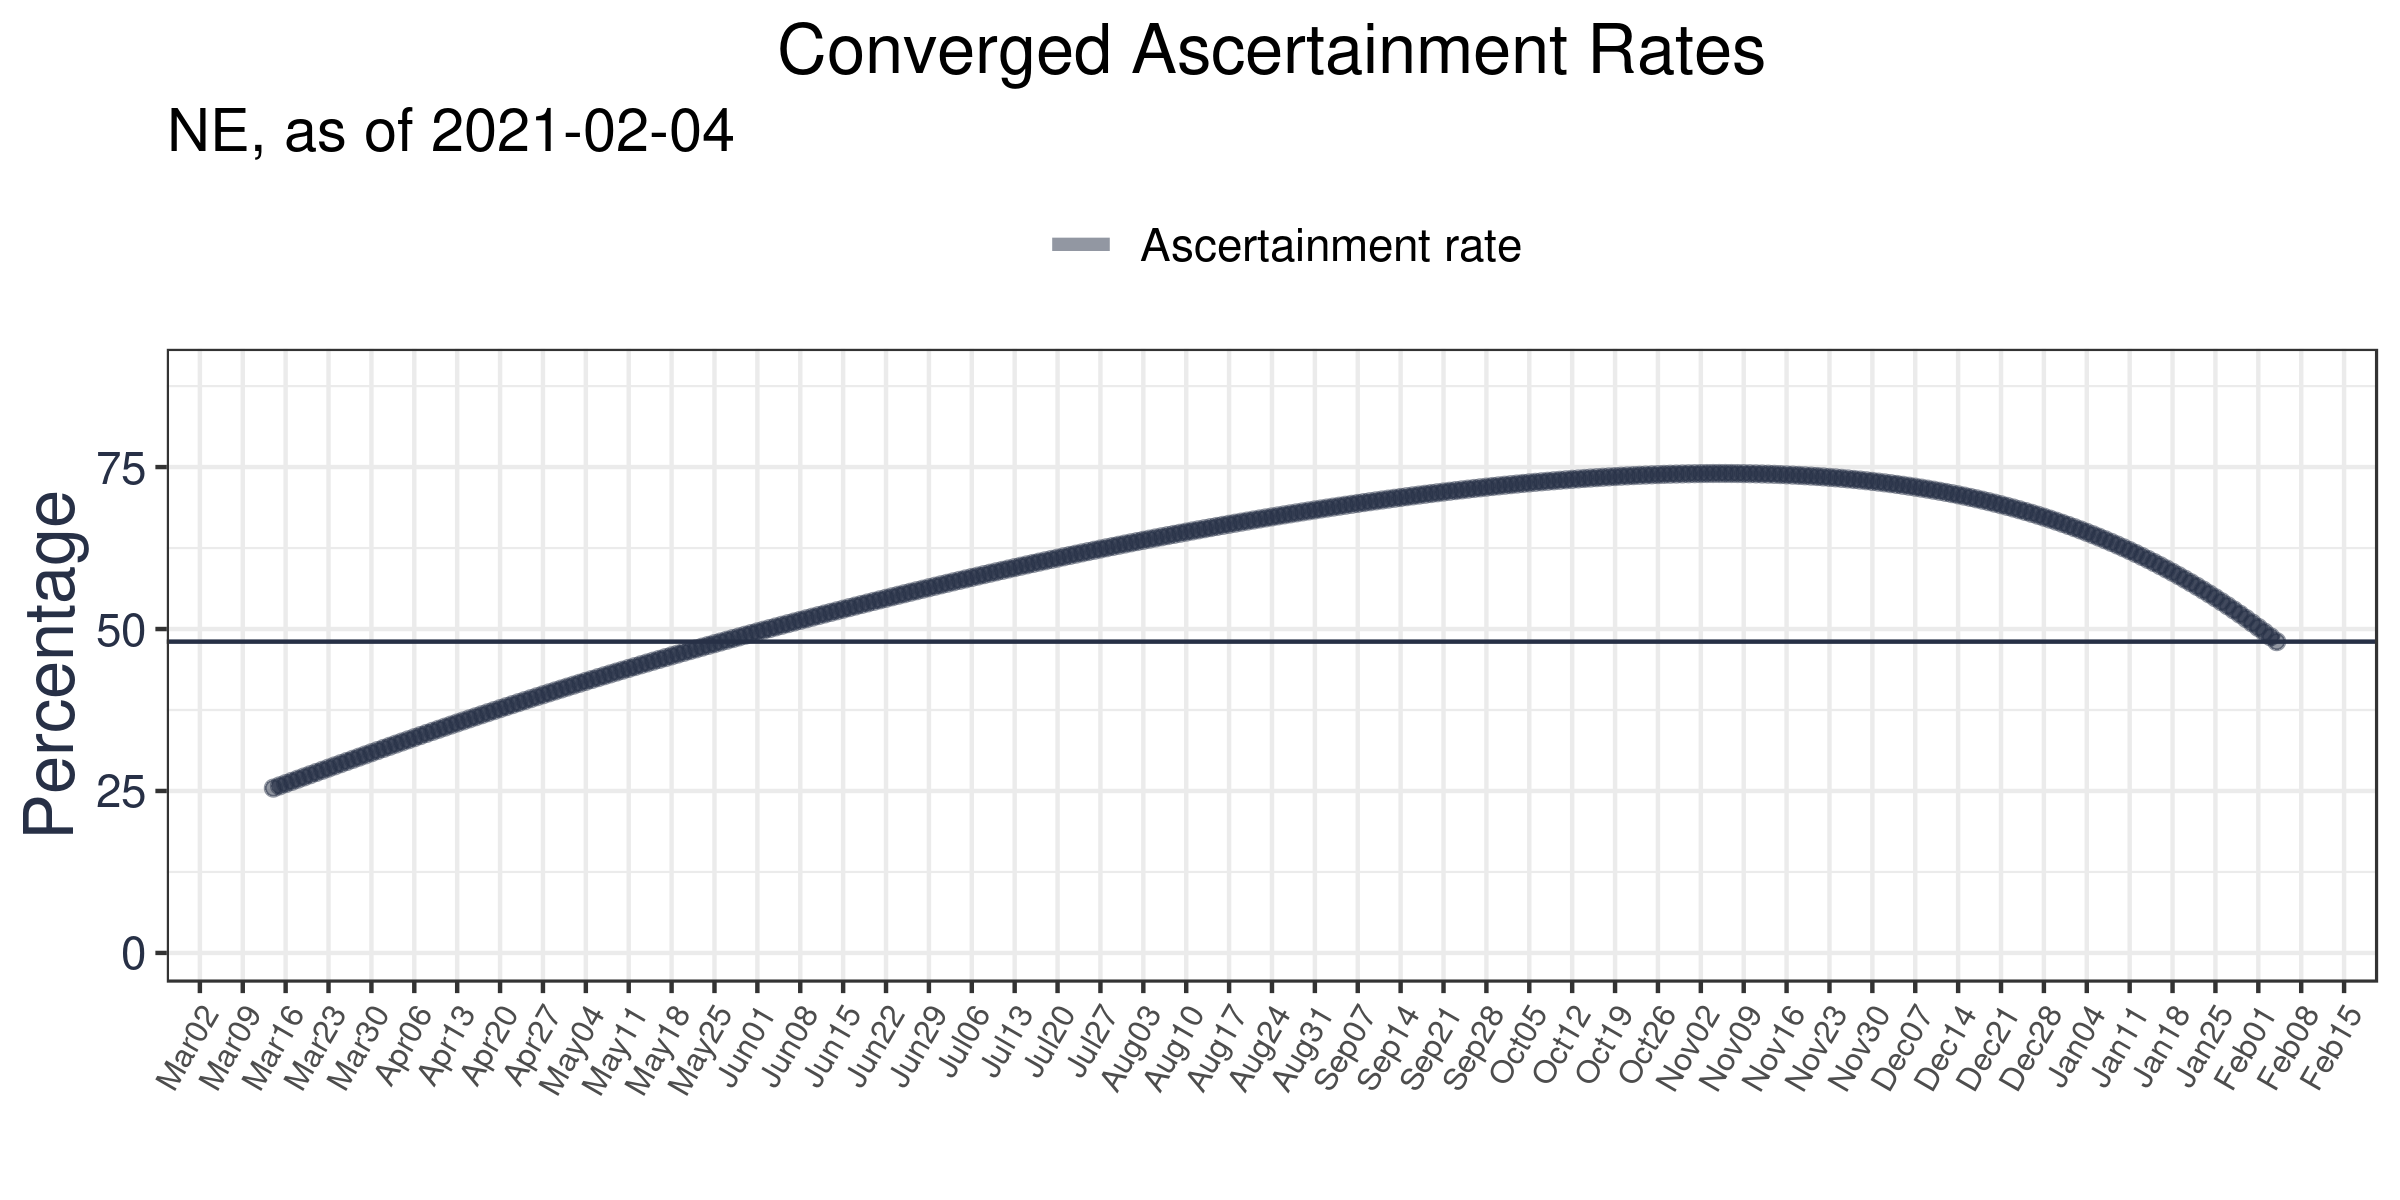 Converged Ascertainment Rates
NE, as of 2021-02-04
Ascertainment rate
Percentage
75
50
25
0
Mar02 Mar09 Mar16 Mar23 Mar30 Apr06 Apr13 Apr20 Apr27 May04 May11 May18 May25 Jun01 Jun08 Jun15 Jun22 Jun29 Jul06 Jul13 Jul20 Jul27 Aug03 Aug10 Aug17 Aug24 Aug31 Sep07 Sep14 Sep21 Sep28 Oct05 Oct12 Oct19 Oct26 Nov02 Nov09 Nov16 Nov23 Nov30 Dec07 Dec14 Dec21 Dec28 Jan04 Jan11 Jan18 Jan25 Feb01 Feb08 Feb15